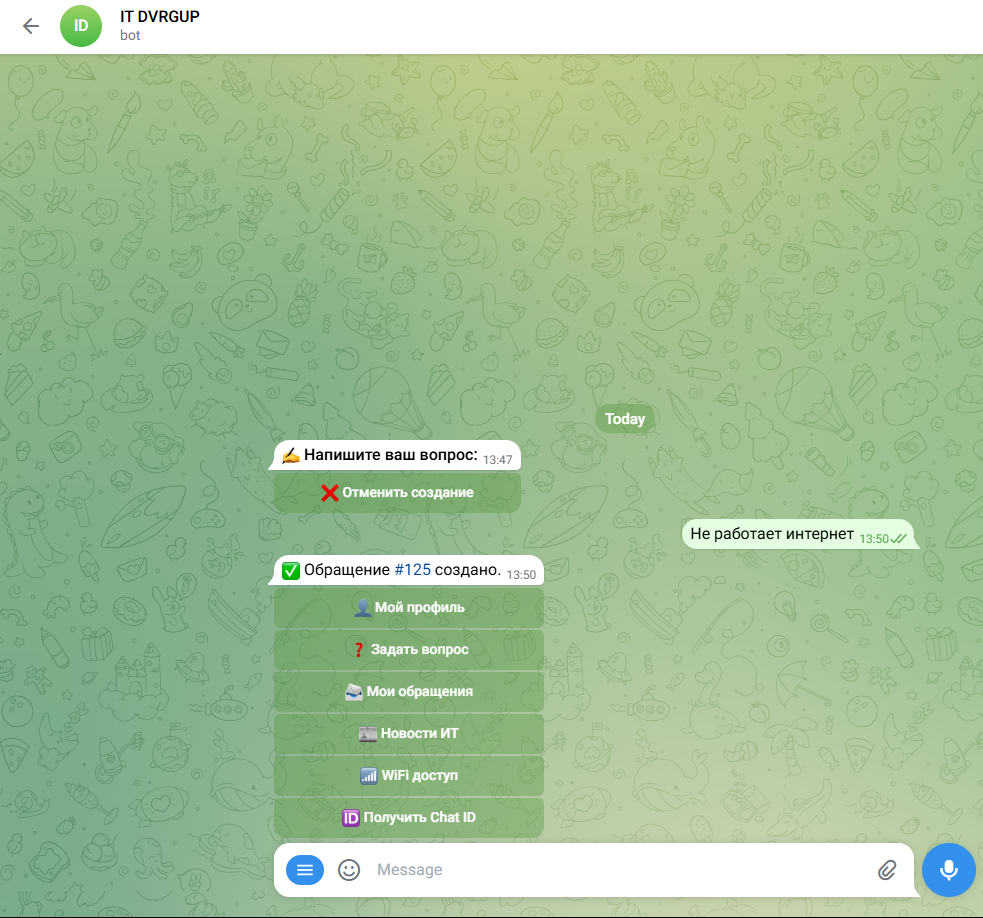 ID
IT DVRGUP
bot
Today
Напишите ваш вопрос: 13:47
Отменить создание
Не работает интернет 13:50
Обращение #125 создано. 13:50
Мой профиль
Задать вопрос
Мои обращения
Новости ИТ
WiFi доступ
ID Получить Chat ID
Message